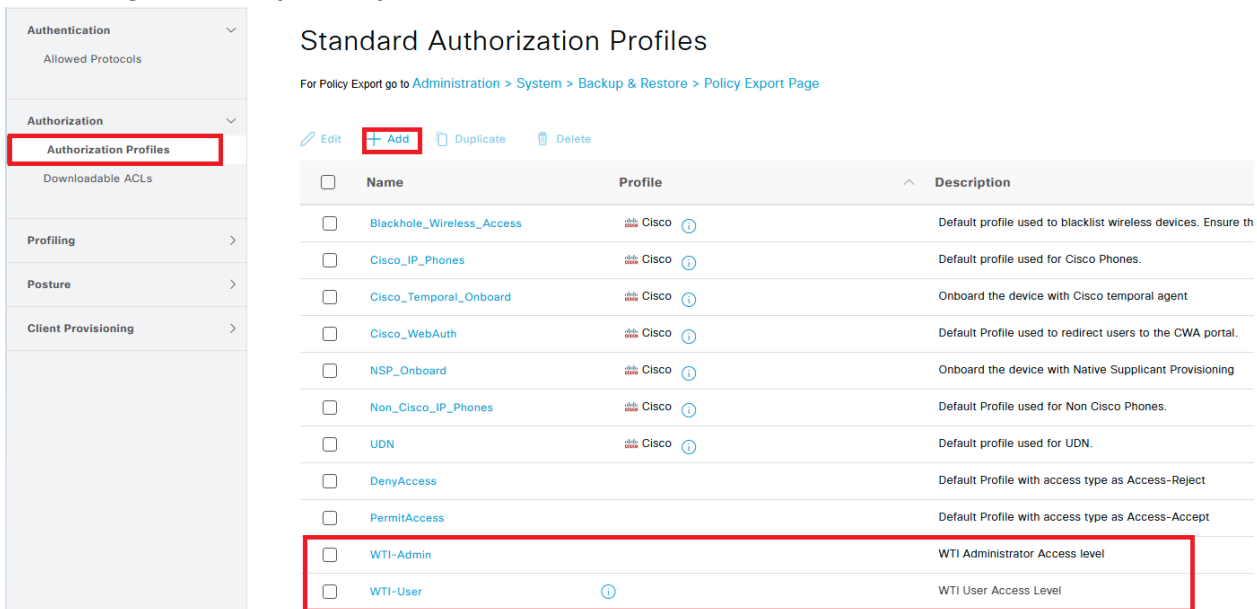 Authentication
Allowed Protocols
Authorization
Authorization Profiles
Downloadable ACLs
Profiling
Posture
Client Provisioning
Standard Authorization Profiles
For Policy Export go to Administration > System > Backup & Restore > Policy Export Page
Edit + Add Duplicate Delete
Name Profile Description
Blackhole_Wireless_Access Cisco Default profile used to blacklist wireless devices. Ensure th
Cisco_IP_Phones Cisco Default profile used for Cisco Phones.
Cisco_Temporal_Onboard Cisco Onboard the device with Cisco temporal agent
Cisco_WebAuth Cisco Default Profile used to redirect users to the CWA portal.
NSP_Onboard Cisco Onboard the device with Native Supplicant Provisioning
Non_Cisco_IP_Phones Cisco Default Profile used for Non Cisco Phones.
UDN Cisco Default profile used for UDN.
DenyAccess Default Profile with access type as Access-Reject
PermitAccess Default Profile with access type as Access-Accept
WTI-Admin WTI Administrator Access level
WTI-User WTI User Access Level